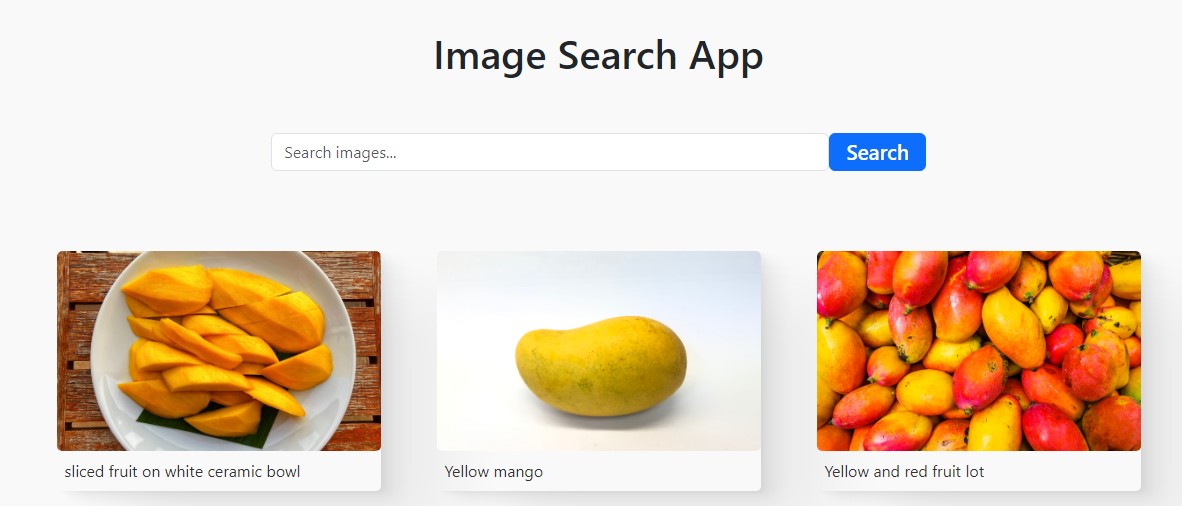 Image Search App
Search images...
Search
sliced fruit on white ceramic bowl
Yellow mango
Yellow and red fruit lot